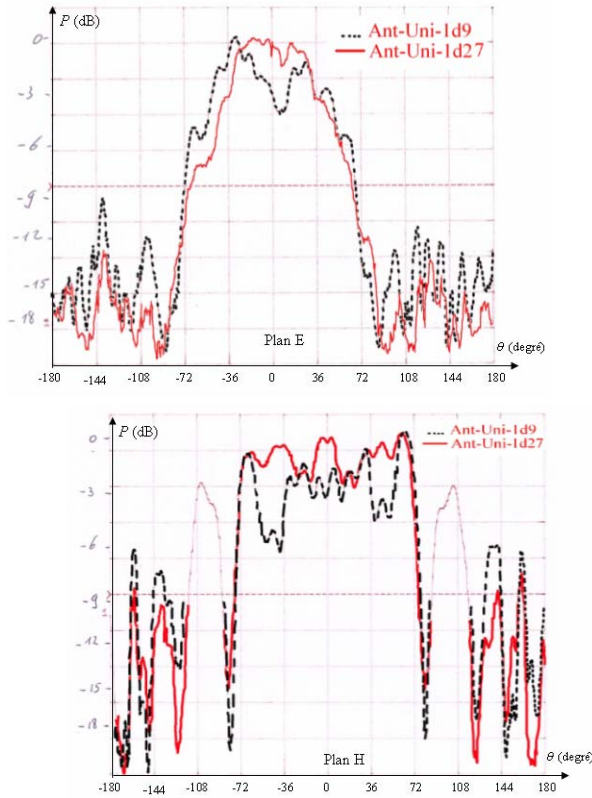 P (dB)
Ant-Uni-1d9
Ant-Uni-1d27
0
-3
-6
-9
-12
-15
-18
Plan E
θ (degré)
-180 -144 -108 -72 -36 0 36 72 108 144 180
P (dB)
Ant-Uni-1d9
Ant-Uni-1d27
0
-3
-6
-9
-12
-15
-18
Plan H
θ (degré)
-180 -144 -108 -72 -36 0 36 72 108 144 180